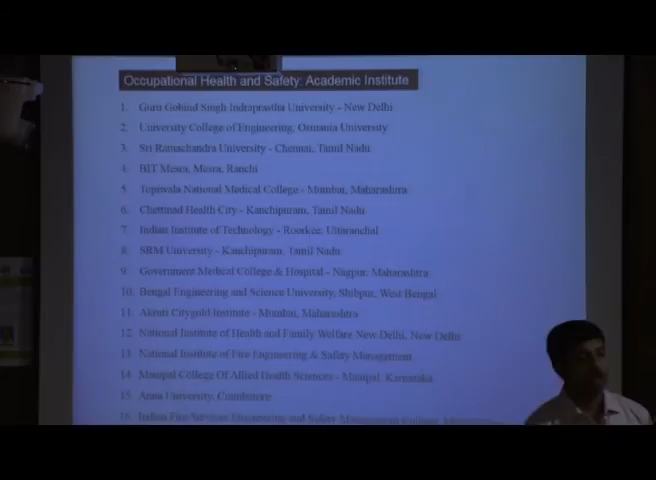 Occupational Health and Safety: Academic Institute
1. Guru Gobind Singh Indraprastha University - New Delhi
2. University College of Engineering, Osmania University
3. Sri Ramachandra University - Chennai, Tamil Nadu
4. BIT Mesra, Mesra, Ranchi
5. Topivala National Medical College - Mumbai, Maharashtra
6. Chettinad Health City - Kanchipuram, Tamil Nadu
7. Indian Institute of Technology - Roorkee, Uttaranchal
8. SRM University - Kanchipuram, Tamil Nadu
9. Government Medical College & Hospital - Nagpur, Maharashtra
10. Bengal Engineering and Science University, Shibpur, West Bengal
11. Akruti Citygold Institute - Mumbai, Maharashtra
12. National Institute of Health and Family Welfare New Delhi, New Delhi
13. National Institute of Fire Engineering & Safety Management
14. Manipal College Of Allied Health Sciences - Manipal, Karnataka
15. Anna University, Coimbatore
16. Indian Fire Services Engineering and Safety Management College,